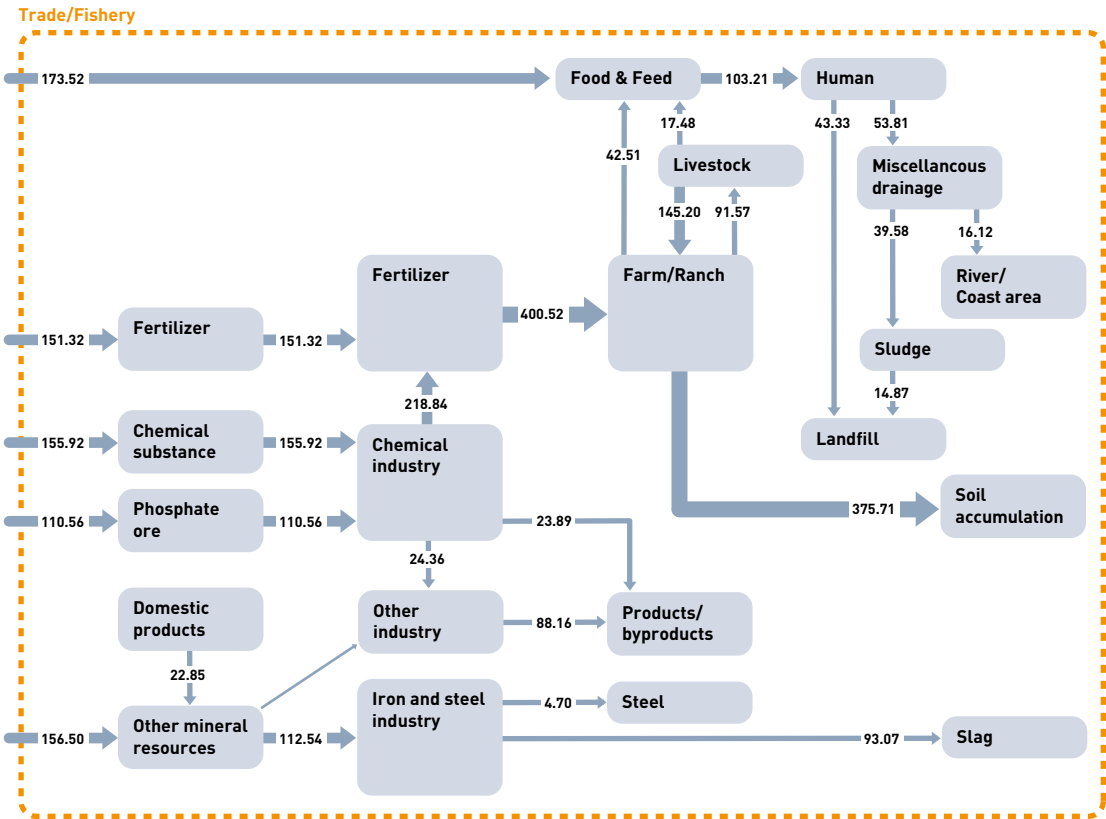 Trade/Fishery
173.52
Food & Feed
103.21
Human
42.51
17.48
43.33
53.81
Livestock
Miscellancous
drainage
145.20
91.57
39.58
16.12
Fertilizer
Farm/Ranch
River/
Coast area
400.52
151.32
Fertilizer
151.32
Sludge
218.84
14.87
155.92
Chemical
substance
155.92
Chemical
industry
Landfill
110.56
Phosphate
ore
110.56
23.89
375.71
Soil
accumulation
24.36
Domestic
products
Other
industry
88.16
Products/
byproducts
22.85
156.50
Other mineral
resources
112.54
Iron and steel
industry
4.70
Steel
93.07
Slag